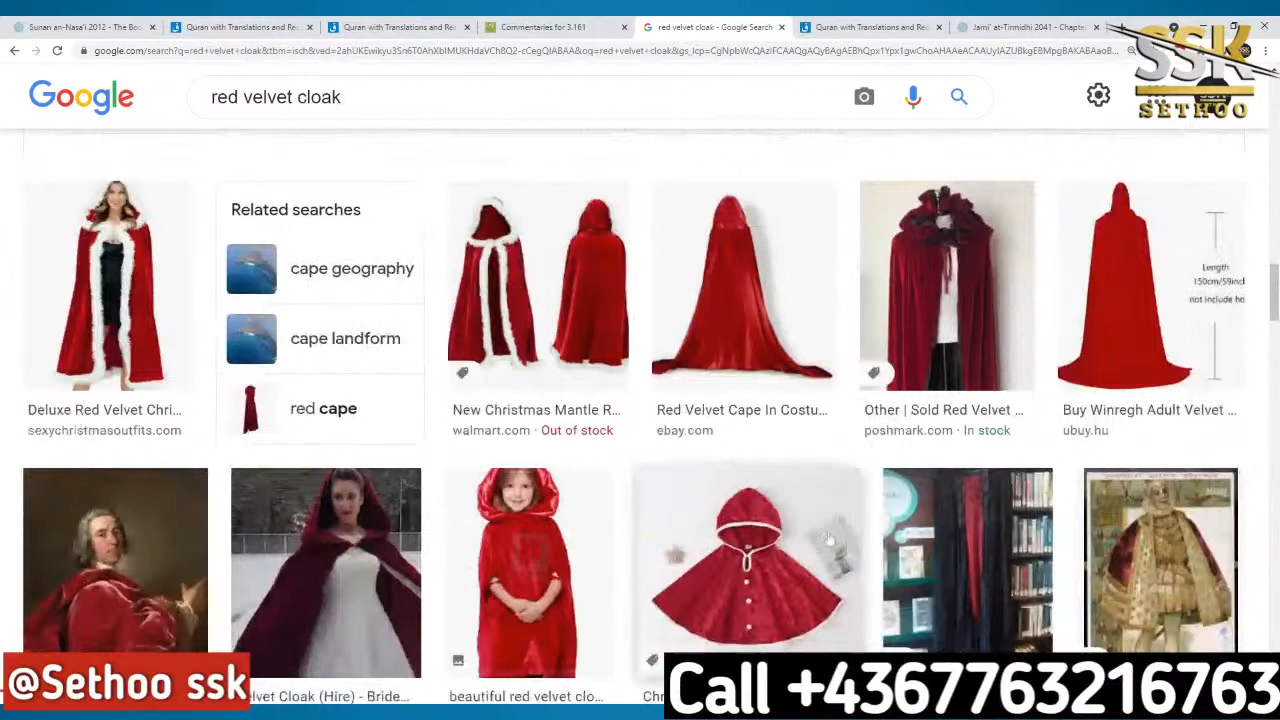 Sunan an-Nasa'i 2012 - The Bo...
Quran with Translations and Re...
Quran with Translations and Re...
Commentaries for 3.161
red velvet cloak - Google Search
Quran with Translations and Re...
Jami` at-Tirmidhi 2041 - Chapte
Google
red velvet cloak
SSK
SETHOO
Related searches
cape geography
cape landform
red cape
Length
150cm/59incl
not include ho
Deluxe Red Velvet Chri...
sexychristmasoutfits.com
New Christmas Mantle R...
walmart.com · Out of stock
Red Velvet Cape In Costu...
ebay.com
Other | Sold Red Velvet ...
poshmark.com · In stock
Buy Winregh Adult Velvet ...
ubuy.hu
@Sethoo ssk
lvet Cloak (Hire) - Bride...
beautiful red velvet clo...
Chr
Call +4367763216763